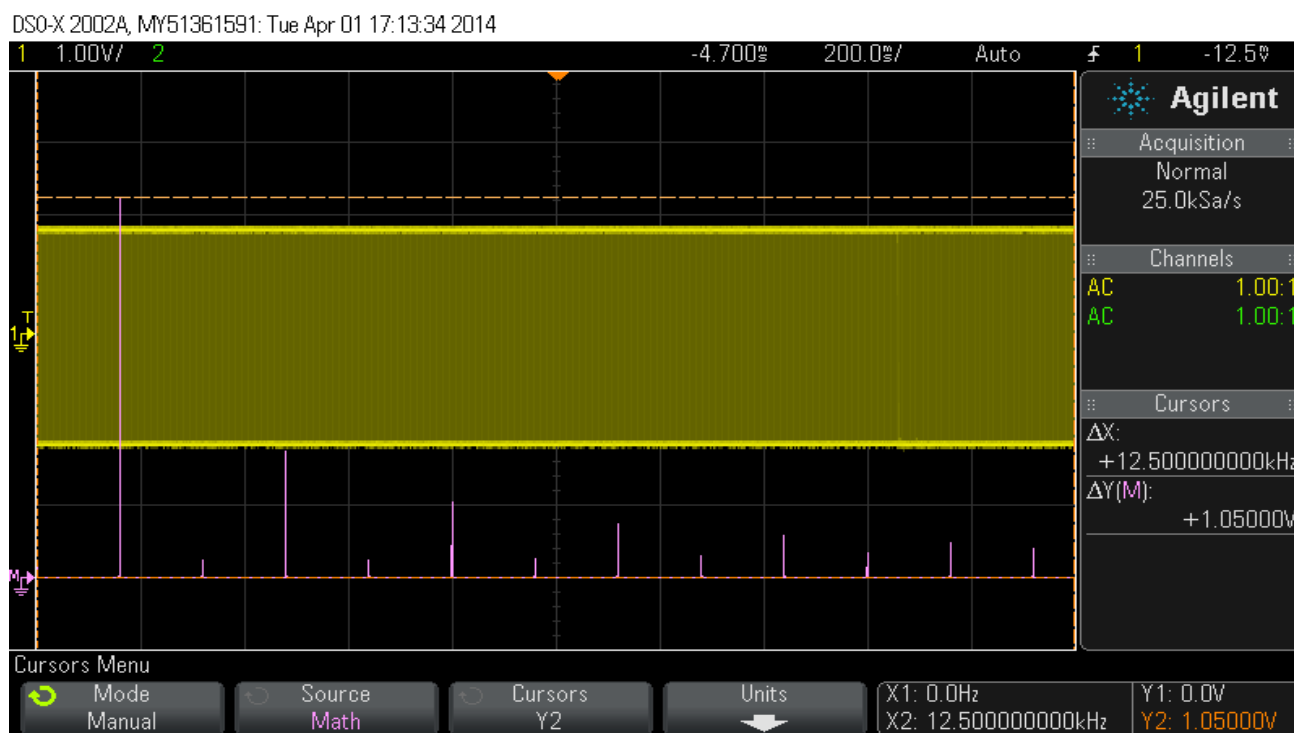 DSO-X 2002A, MY51361591: Tue Apr 01 17:13:34 2014
1 1.00V/ 2 -4.700s 200.0s/ Auto 1 -12.5V
Agilent
Acquisition
Normal
25.0kSa/s
Channels
AC 1.00:1
AC 1.00:1
T
1
M
Cursors
ΔX:
+12.500000000kHz
ΔY(M):
+1.05000V
Cursors Menu
Mode
Manual
Source
Math
Cursors
Y2
Units
X1: 0.0Hz
X2: 12.500000000kHz
Y1: 0.0V
Y2: 1.05000V